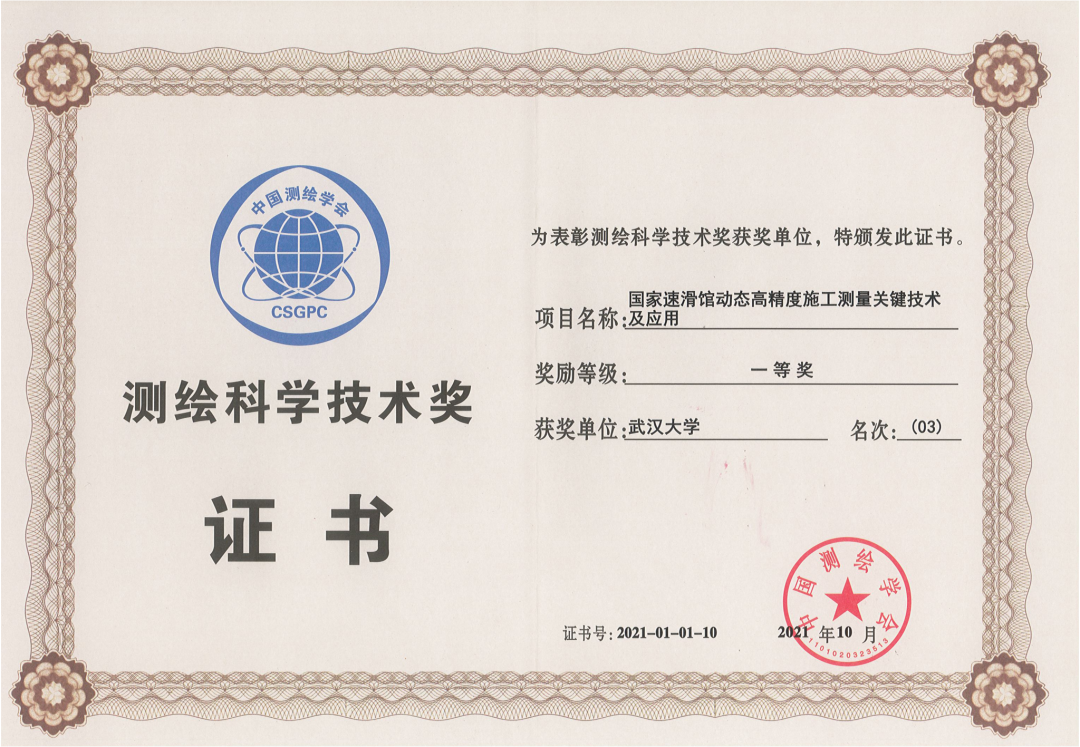 中国测绘学会
CSGPC
测绘科学技术奖
证书
为表彰测绘科学技术奖获奖单位，特颁发此证书。
项目名称:国家速滑馆动态高精度施工测量关键技术
及应用
奖励等级:一等奖
获奖单位:武汉大学 名次:(03)
证书号:2021-01-01-10 2021 年10 月
中国测绘学会
1101020323513